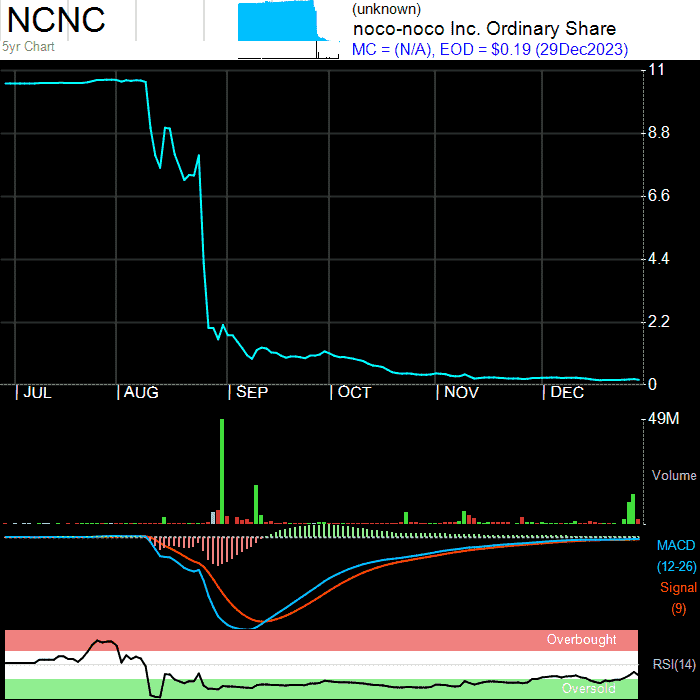 NCNC
5yr Chart
(unknown)
noco-noco Inc. Ordinary Share
MC = (N/A), EOD = $0.19 (29Dec2023)
11
8.8
6.6
4.4
2.2
0
JUL AUG SEP OCT NOV DEC
49M
Volume
MACD
(12-26)
Signal
(9)
Overbought
RSI(14)
Oversold